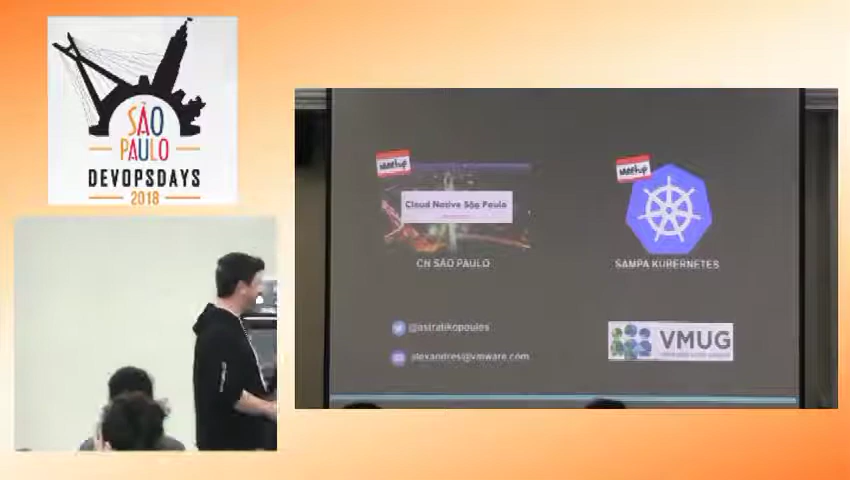 SÃO
PAULO
DEVOPSDAYS
2018
meetup
Cloud Native São Paulo
CN SÃO PAULO
meetup
SAMPA KUBERNETES
@astratikopoulos
alexandres@vmware.com
VMUG